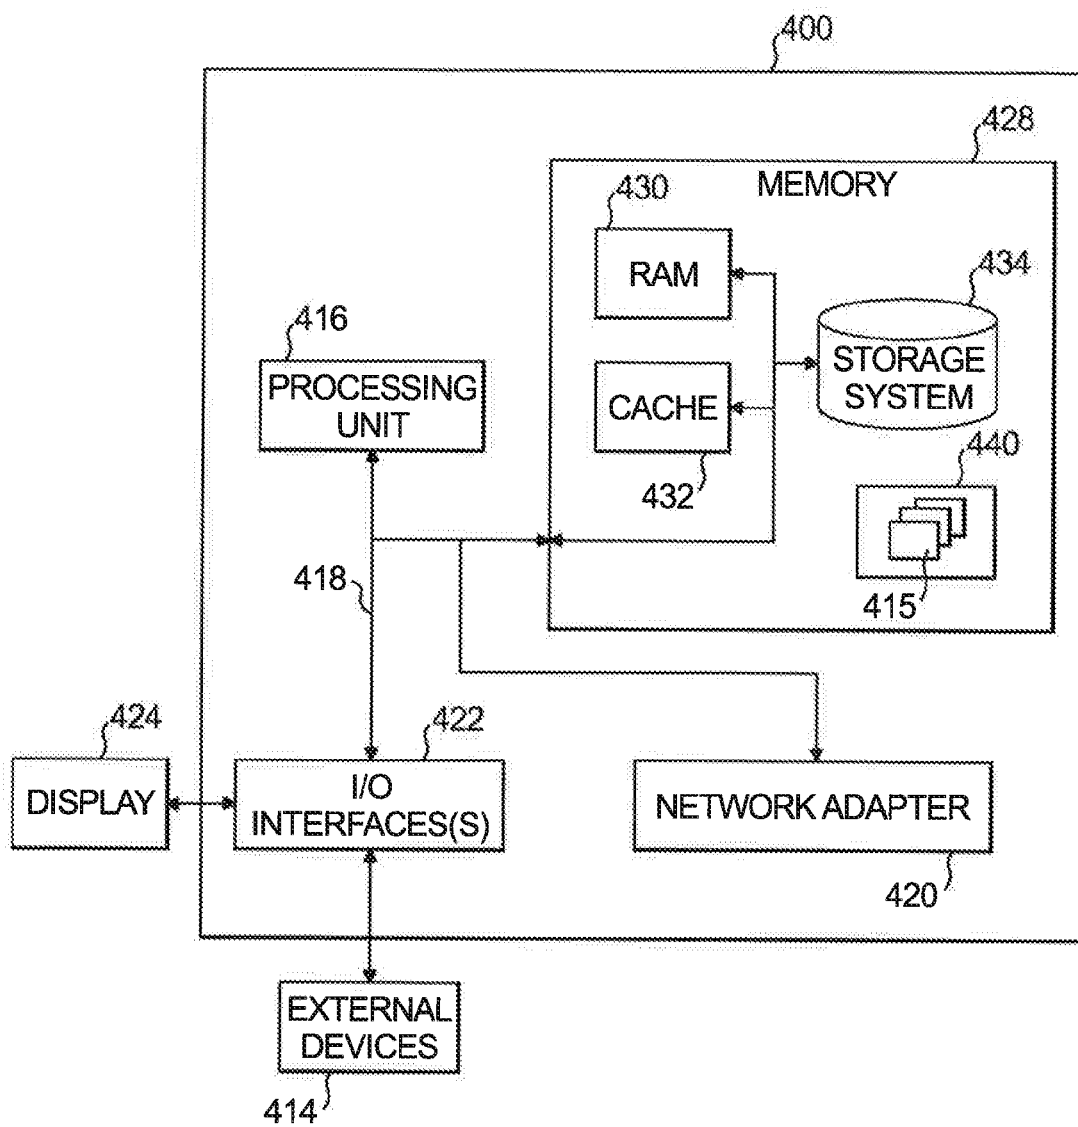 400
428
MEMORY
430
RAM
434
STORAGE
SYSTEM
416
PROCESSING
UNIT
CACHE
432
440
415
418
424
DISPLAY
422
I/O
INTERFACES(S)
NETWORK ADAPTER
420
EXTERNAL
DEVICES
414